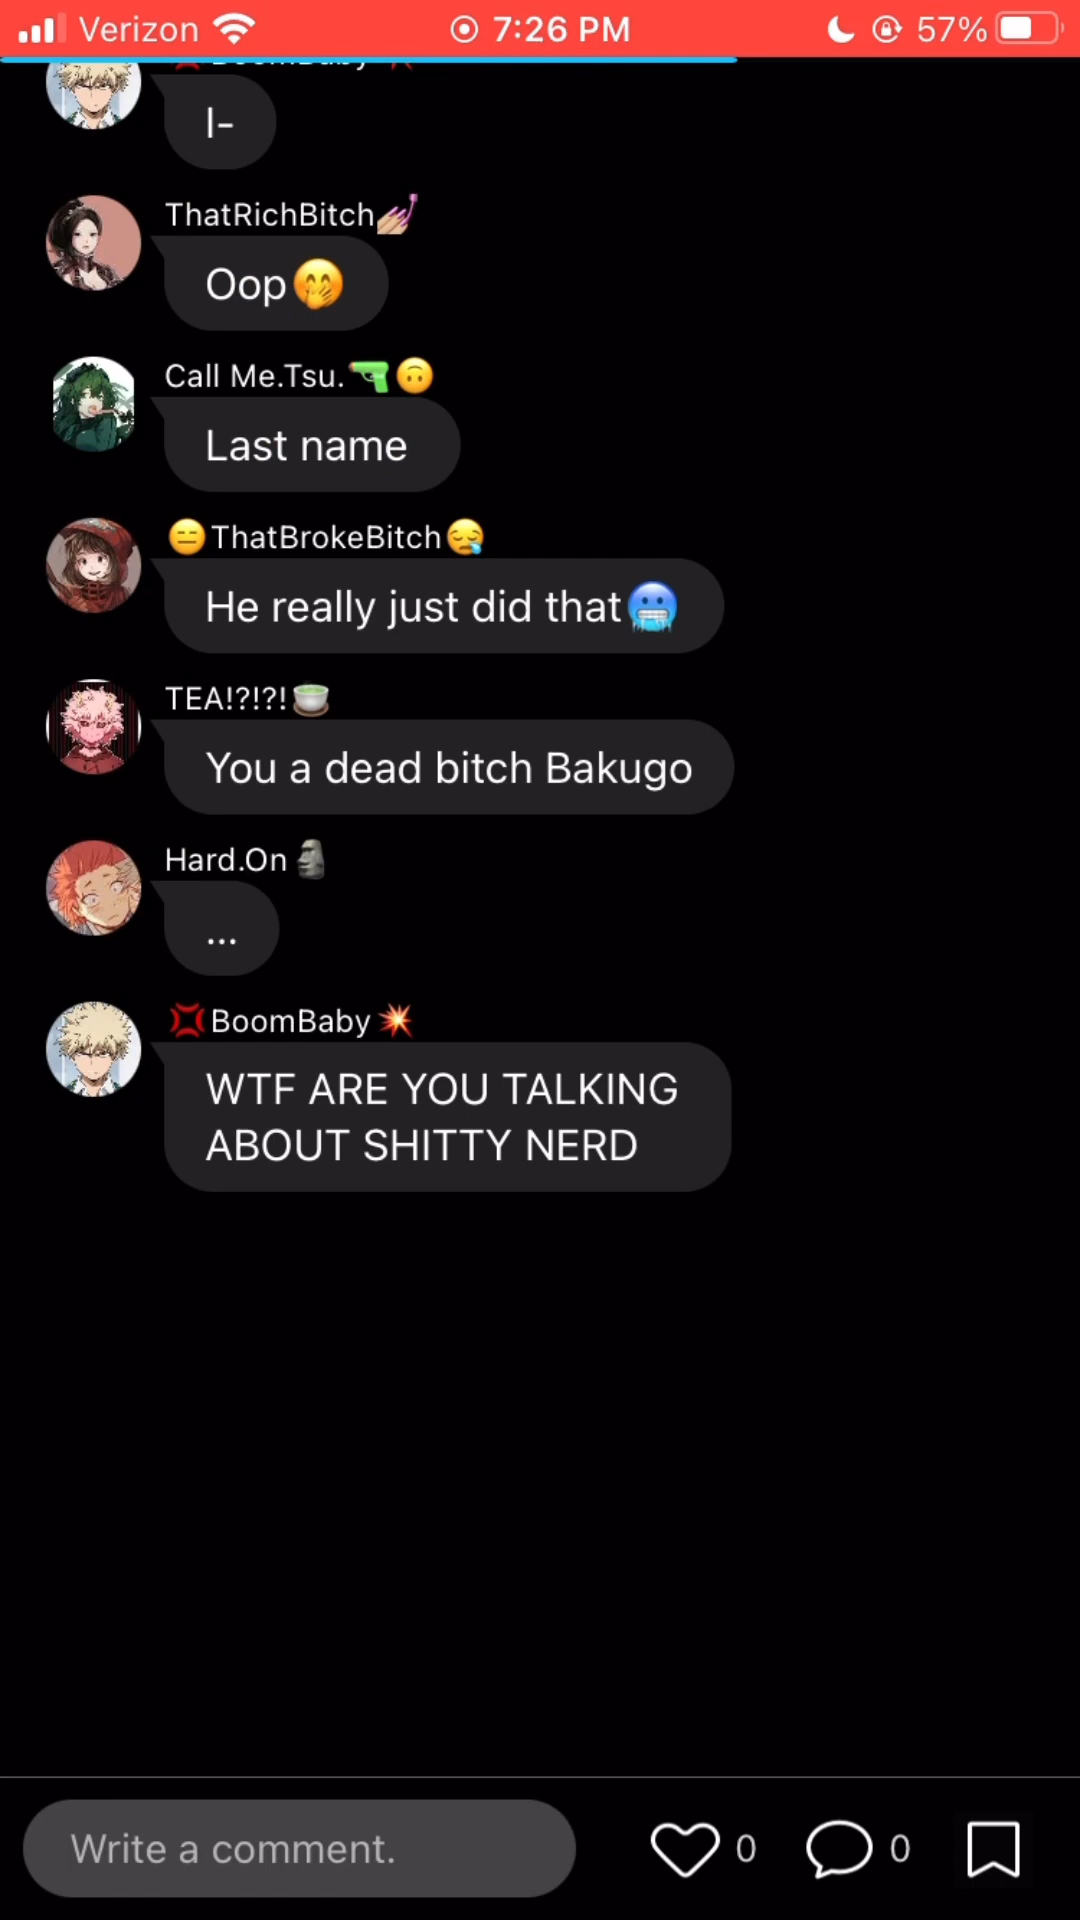 Verizon 7:26 PM 57%
BoomBaby
I-
ThatRichBitch💅🏼
Oop🤭
Call Me.Tsu.🔫🙃
Last name
😑ThatBrokeBitch😪
He really just did that🥶
TEA!?!?!🍵
You a dead bitch Bakugo
Hard.On🗿
...
💢BoomBaby💥
WTF ARE YOU TALKING
ABOUT SHITTY NERD
Write a comment. 0 0